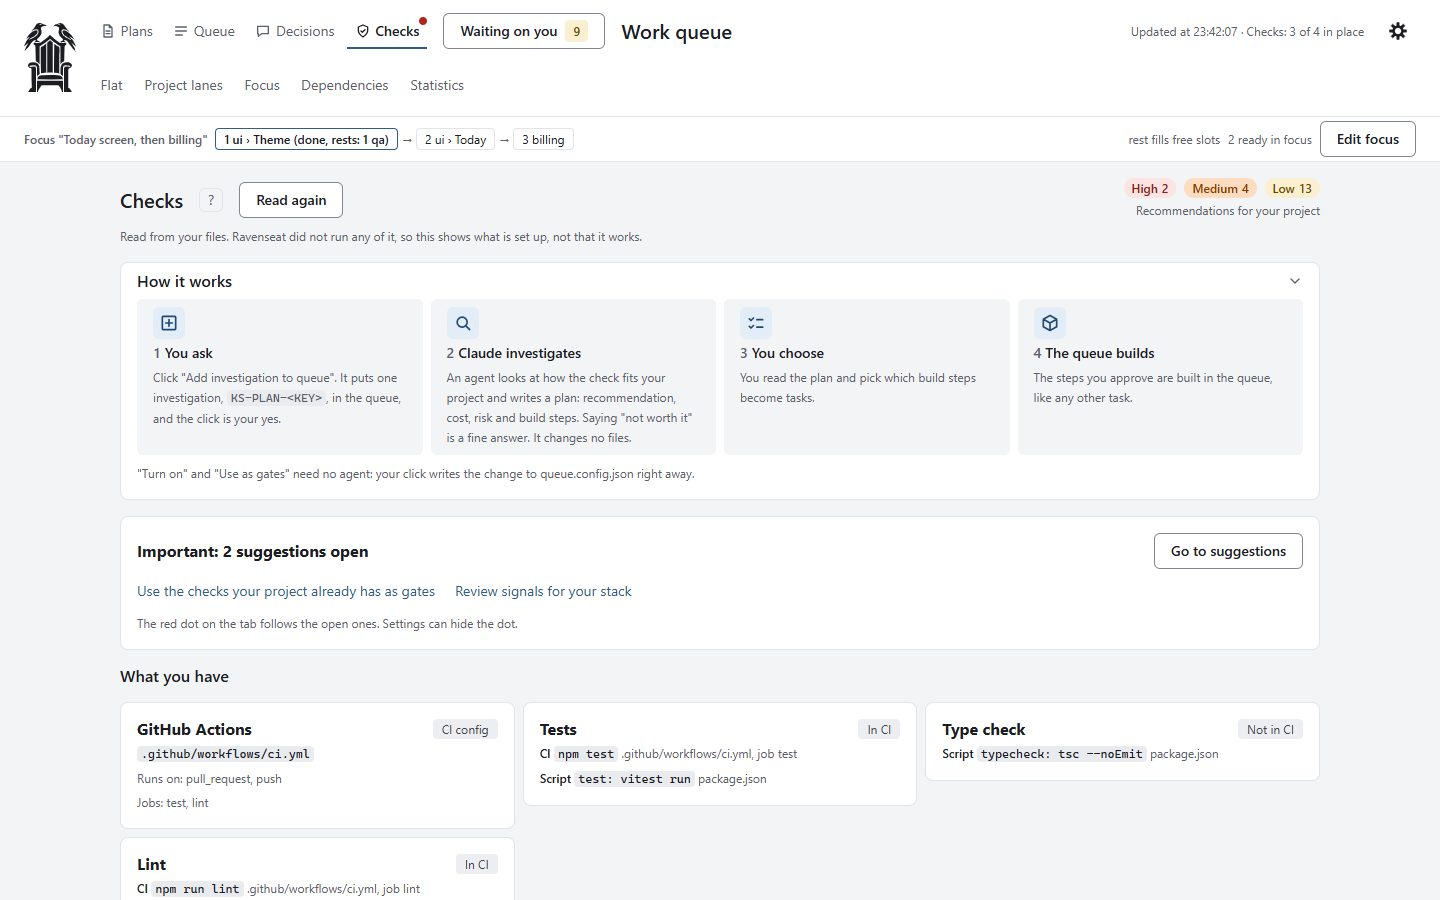 Plans Queue Decisions Checks Waiting on you 9 Work queue Updated at 23:42:07 · Checks: 3 of 4 in place
Flat Project lanes Focus Dependencies Statistics
Focus "Today screen, then billing" 1 ui › Theme (done, rests: 1 qa) → 2 ui › Today → 3 billing rest fills free slots 2 ready in focus Edit focus
Checks ? Read again
High 2 Medium 4 Low 13
Recommendations for your project
Read from your files. Ravenseat did not run any of it, so this shows what is set up, not that it works.
How it works
1 You ask
Click "Add investigation to queue". It puts one
investigation, KS-PLAN-<KEY>, in the queue,
and the click is your yes.
2 Claude investigates
An agent looks at how the check fits your
project and writes a plan: recommendation,
cost, risk and build steps. Saying "not worth it"
is a fine answer. It changes no files.
3 You choose
You read the plan and pick which build steps
become tasks.
4 The queue builds
The steps you approve are built in the queue,
like any other task.
"Turn on" and "Use as gates" need no agent: your click writes the change to queue.config.json right away.
Important: 2 suggestions open
Go to suggestions
Use the checks your project already has as gates Review signals for your stack
The red dot on the tab follows the open ones. Settings can hide the dot.
What you have
GitHub Actions CI config
.github/workflows/ci.yml
Runs on: pull_request, push
Jobs: test, lint
Tests In CI
CI npm test .github/workflows/ci.yml, job test
Script test: vitest run package.json
Type check Not in CI
Script typecheck: tsc --noEmit package.json
Lint In CI
CI npm run lint .github/workflows/ci.yml, job lint